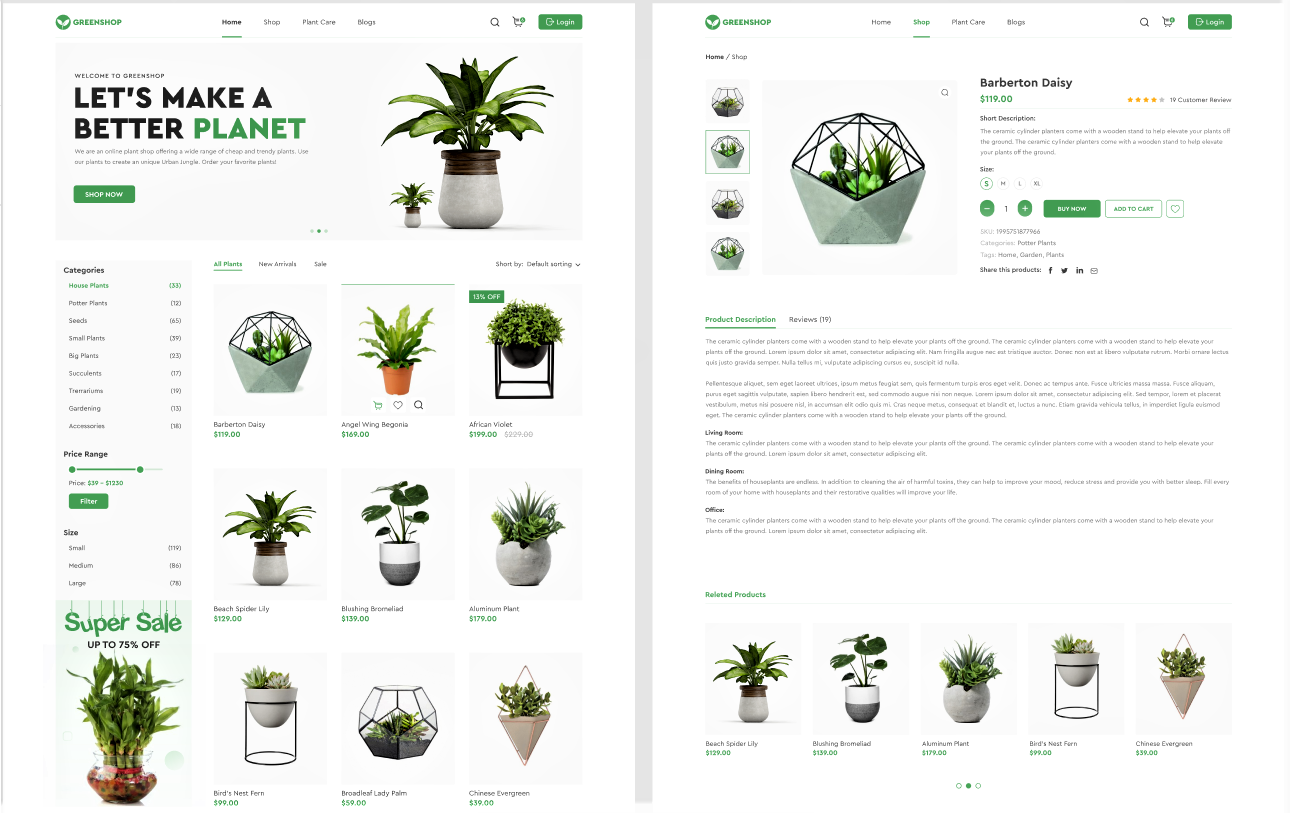 GREENSHOP
Home Shop Plant Care Blogs
6
Login
WELCOME TO GREENSHOP
LET'S MAKE A
BETTER PLANET
We are an online plant shop offering a wide range of cheap and trendy plants. Use
our plants to create an unique Urban Jungle. Order your favorite plants!
SHOP NOW
Categories
House Plants (33)
Potter Plants (12)
Seeds (65)
Small Plants (39)
Big Plants (23)
Succulents (17)
Trerrariums (19)
Gardening (13)
Accessories (18)
Price Range
Price: $39 – $1230
Filter
Size
Small (119)
Medium (86)
Large (78)
Super Sale
UP TO 75% OFF
All Plants New Arrivals Sale
Short by: Default sorting
13% OFF
Barberton Daisy
$119.00
Angel Wing Begonia
$169.00
African Violet
$199.00 $229.00
Beach Spider Lily
$129.00
Blushing Bromeliad
$139.00
Aluminum Plant
$179.00
Bird's Nest Fern
$99.00
Broadleaf Lady Palm
$59.00
Chinese Evergreen
$39.00
GREENSHOP
Home Shop Plant Care Blogs
6
Login
Home / Shop
Barberton Daisy
$119.00
19 Customer Review
Short Description:
The ceramic cylinder planters come with a wooden stand to help elevate your plants off
the ground. The ceramic cylinder planters come with a wooden stand to help elevate
your plants off the ground.
Size:
S M L XL
– 1 +
BUY NOW
ADD TO CART
SKU: 1995751877966
Categories: Potter Plants
Tags: Home, Garden, Plants
Share this products:
Product Description Reviews (19)
The ceramic cylinder planters come with a wooden stand to help elevate your plants off the ground. The ceramic cylinder planters come with a wooden stand to help elevate your
plants off the ground. Lorem ipsum dolor sit amet, consectetur adipiscing elit. Nam fringilla augue nec est tristique auctor. Donec non est at libero vulputate rutrum. Morbi ornare lectus
quis justo gravida semper. Nulla tellus mi, vulputate adipiscing cursus eu, suscipit id nulla.
Pellentesque aliquet, sem eget laoreet ultrices, ipsum metus feugiat sem, quis fermentum turpis eros eget velit. Donec ac tempus ante. Fusce ultricies massa massa. Fusce aliquam,
purus eget sagittis vulputate, sapien libero hendrerit est, sed commodo augue nisi non neque. Lorem ipsum dolor sit amet, consectetur adipiscing elit. Sed tempor, lorem et placerat
vestibulum, metus nisi posuere nisl, in accumsan elit odio quis mi. Cras neque metus, consequat et blandit et, luctus a nunc. Etiam gravida vehicula tellus, in imperdiet ligula euismod
eget. The ceramic cylinder planters come with a wooden stand to help elevate your plants off the ground.
Living Room:
The ceramic cylinder planters come with a wooden stand to help elevate your plants off the ground. The ceramic cylinder planters come with a wooden stand to help elevate your
plants off the ground. Lorem ipsum dolor sit amet, consectetur adipiscing elit.
Dining Room:
The benefits of houseplants are endless. In addition to cleaning the air of harmful toxins, they can help to improve your mood, reduce stress and provide you with better sleep. Fill every
room of your home with houseplants and their restorative qualities will improve your life.
Office:
The ceramic cylinder planters come with a wooden stand to help elevate your plants off the ground. The ceramic cylinder planters come with a wooden stand to help elevate your
plants off the ground. Lorem ipsum dolor sit amet, consectetur adipiscing elit.
Releted Products
Beach Spider Lily
$129.00
Blushing Bromeliad
$139.00
Aluminum Plant
$179.00
Bird's Nest Fern
$99.00
Chinese Evergreen
$39.00